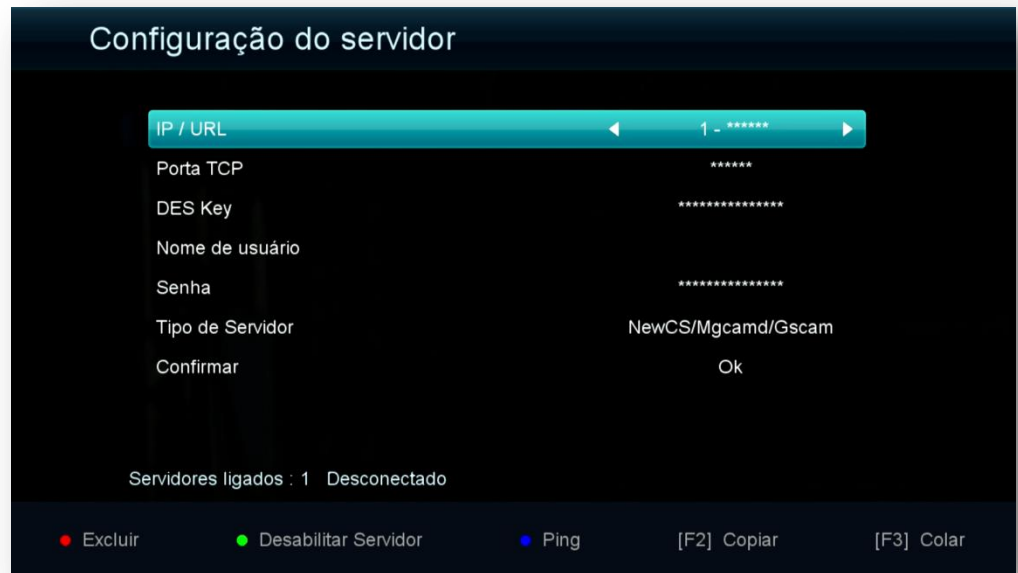 Configuração do servidor
IP / URL 1 - ******
Porta TCP ******
DES Key ***************
Nome de usuário
Senha ***************
Tipo de Servidor NewCS/Mgcamd/Gscam
Confirmar Ok
Servidores ligados : 1 Desconectado
Excluir Desabilitar Servidor Ping [F2] Copiar [F3] Colar